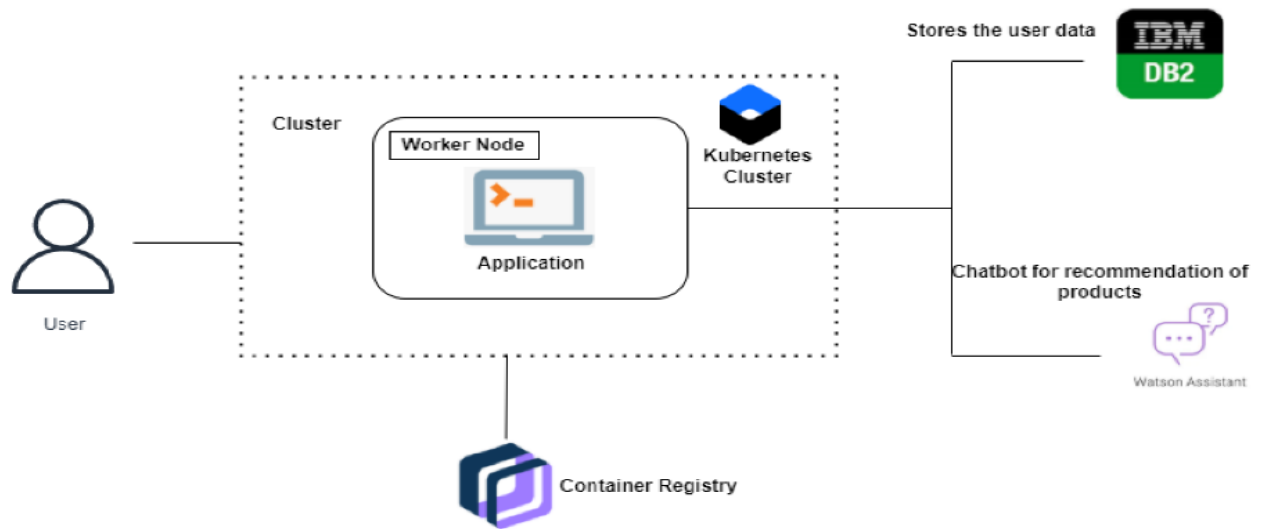 Stores the user data
IBM
DB2
Cluster
Worker Node
Kubernetes
Cluster
Application
User
Chatbot for recommendation of
products
?
Watson Assistant
Container Registry